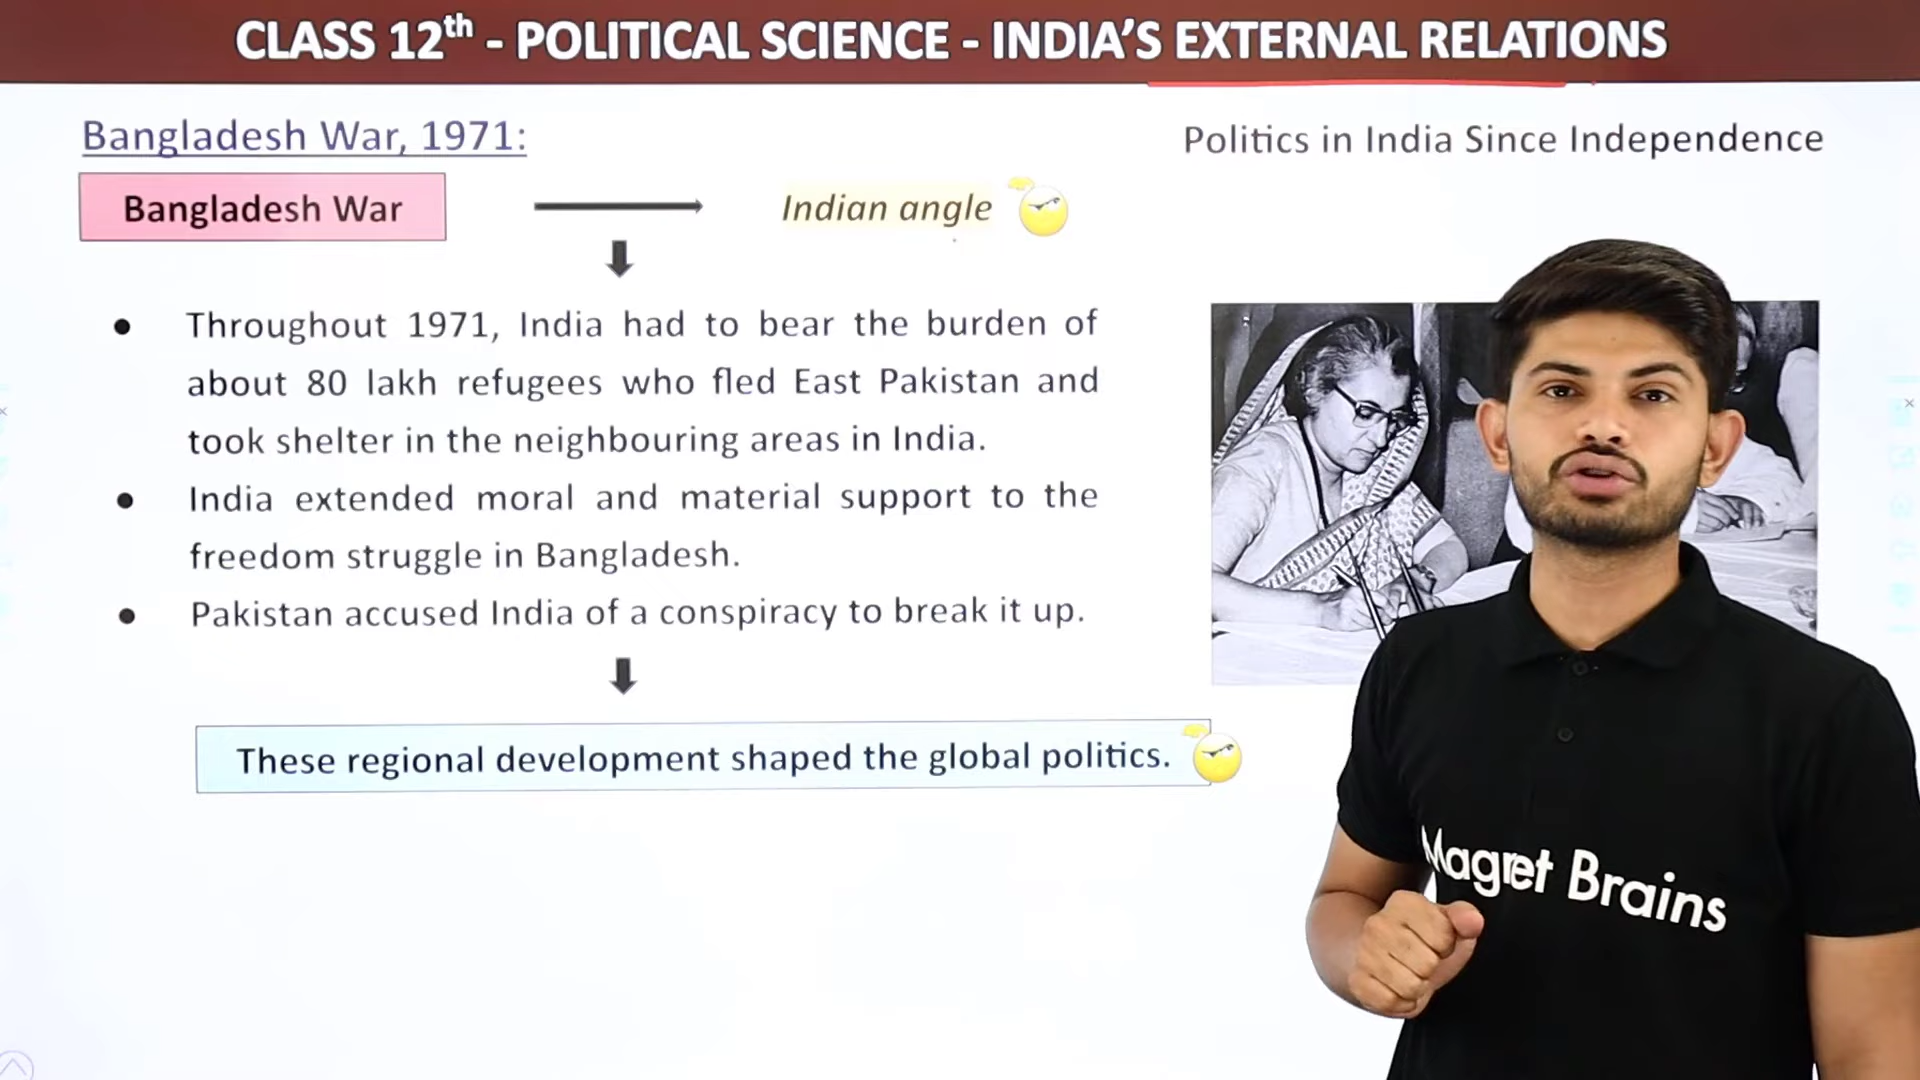 CLASS 12th - POLITICAL SCIENCE - INDIA'S EXTERNAL RELATIONS
Bangladesh War, 1971:
Politics in India Since Independence
Bangladesh War
Indian angle
Throughout 1971, India had to bear the burden of
about 80 lakh refugees who fled East Pakistan and
took shelter in the neighbouring areas in India.
India extended moral and material support to the
freedom struggle in Bangladesh.
Pakistan accused India of a conspiracy to break it up.
These regional development shaped the global politics.
Magnet Brains